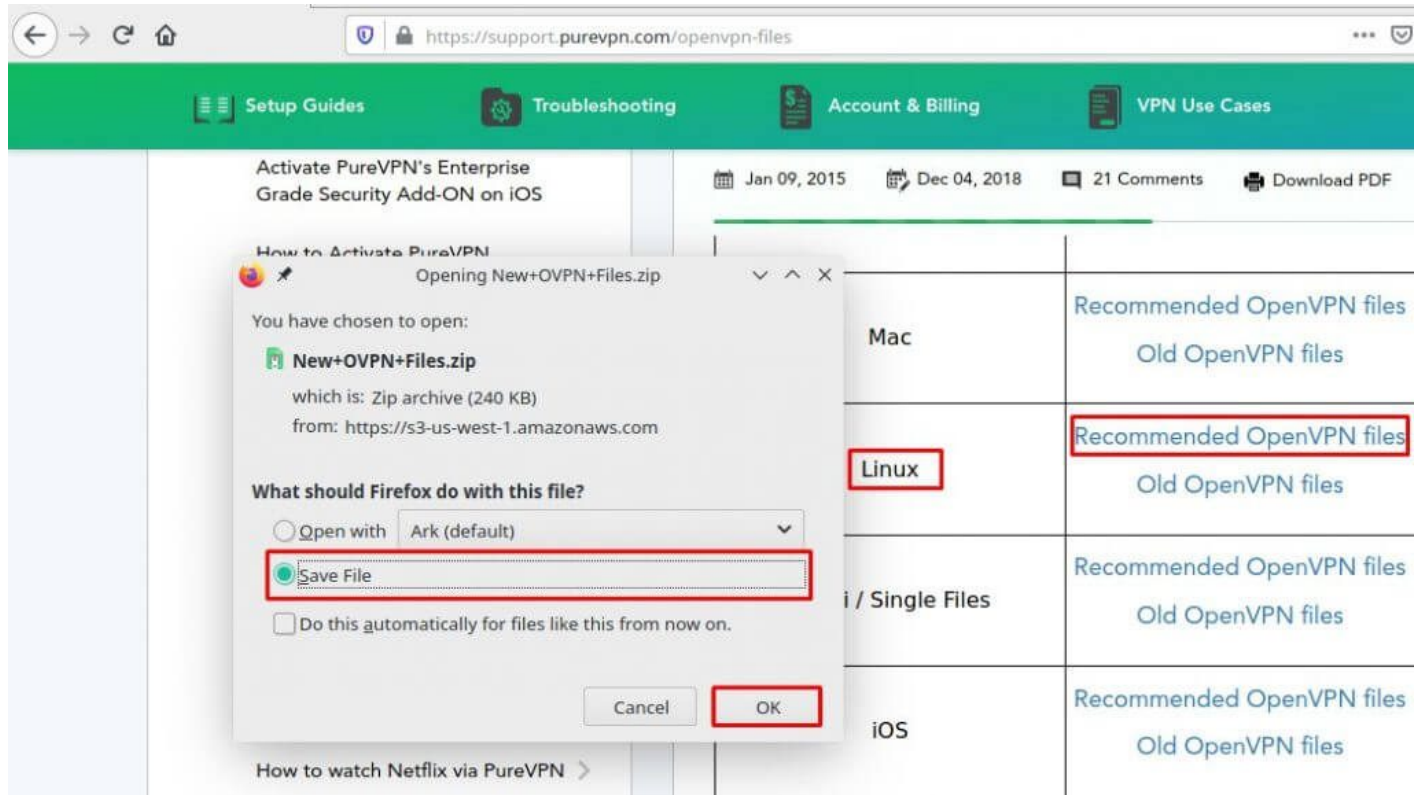 https://support.purevpn.com/openvpn-files
Setup Guides
Troubleshooting
Account & Billing
VPN Use Cases
Activate PureVPN's Enterprise
Grade Security Add-ON on iOS
How to Activate PureVPN
Jan 09, 2015
Dec 04, 2018
21 Comments
Download PDF
Opening New+OVPN+Files.zip
You have chosen to open:
New+OVPN+Files.zip
which is: Zip archive (240 KB)
from: https://s3-us-west-1.amazonaws.com
What should Firefox do with this file?
Open with
Ark (default)
Save File
Do this automatically for files like this from now on.
Cancel
OK
How to watch Netflix via PureVPN
Mac
Recommended OpenVPN files
Old OpenVPN files
Linux
Recommended OpenVPN files
Old OpenVPN files
i / Single Files
Recommended OpenVPN files
Old OpenVPN files
iOS
Recommended OpenVPN files
Old OpenVPN files